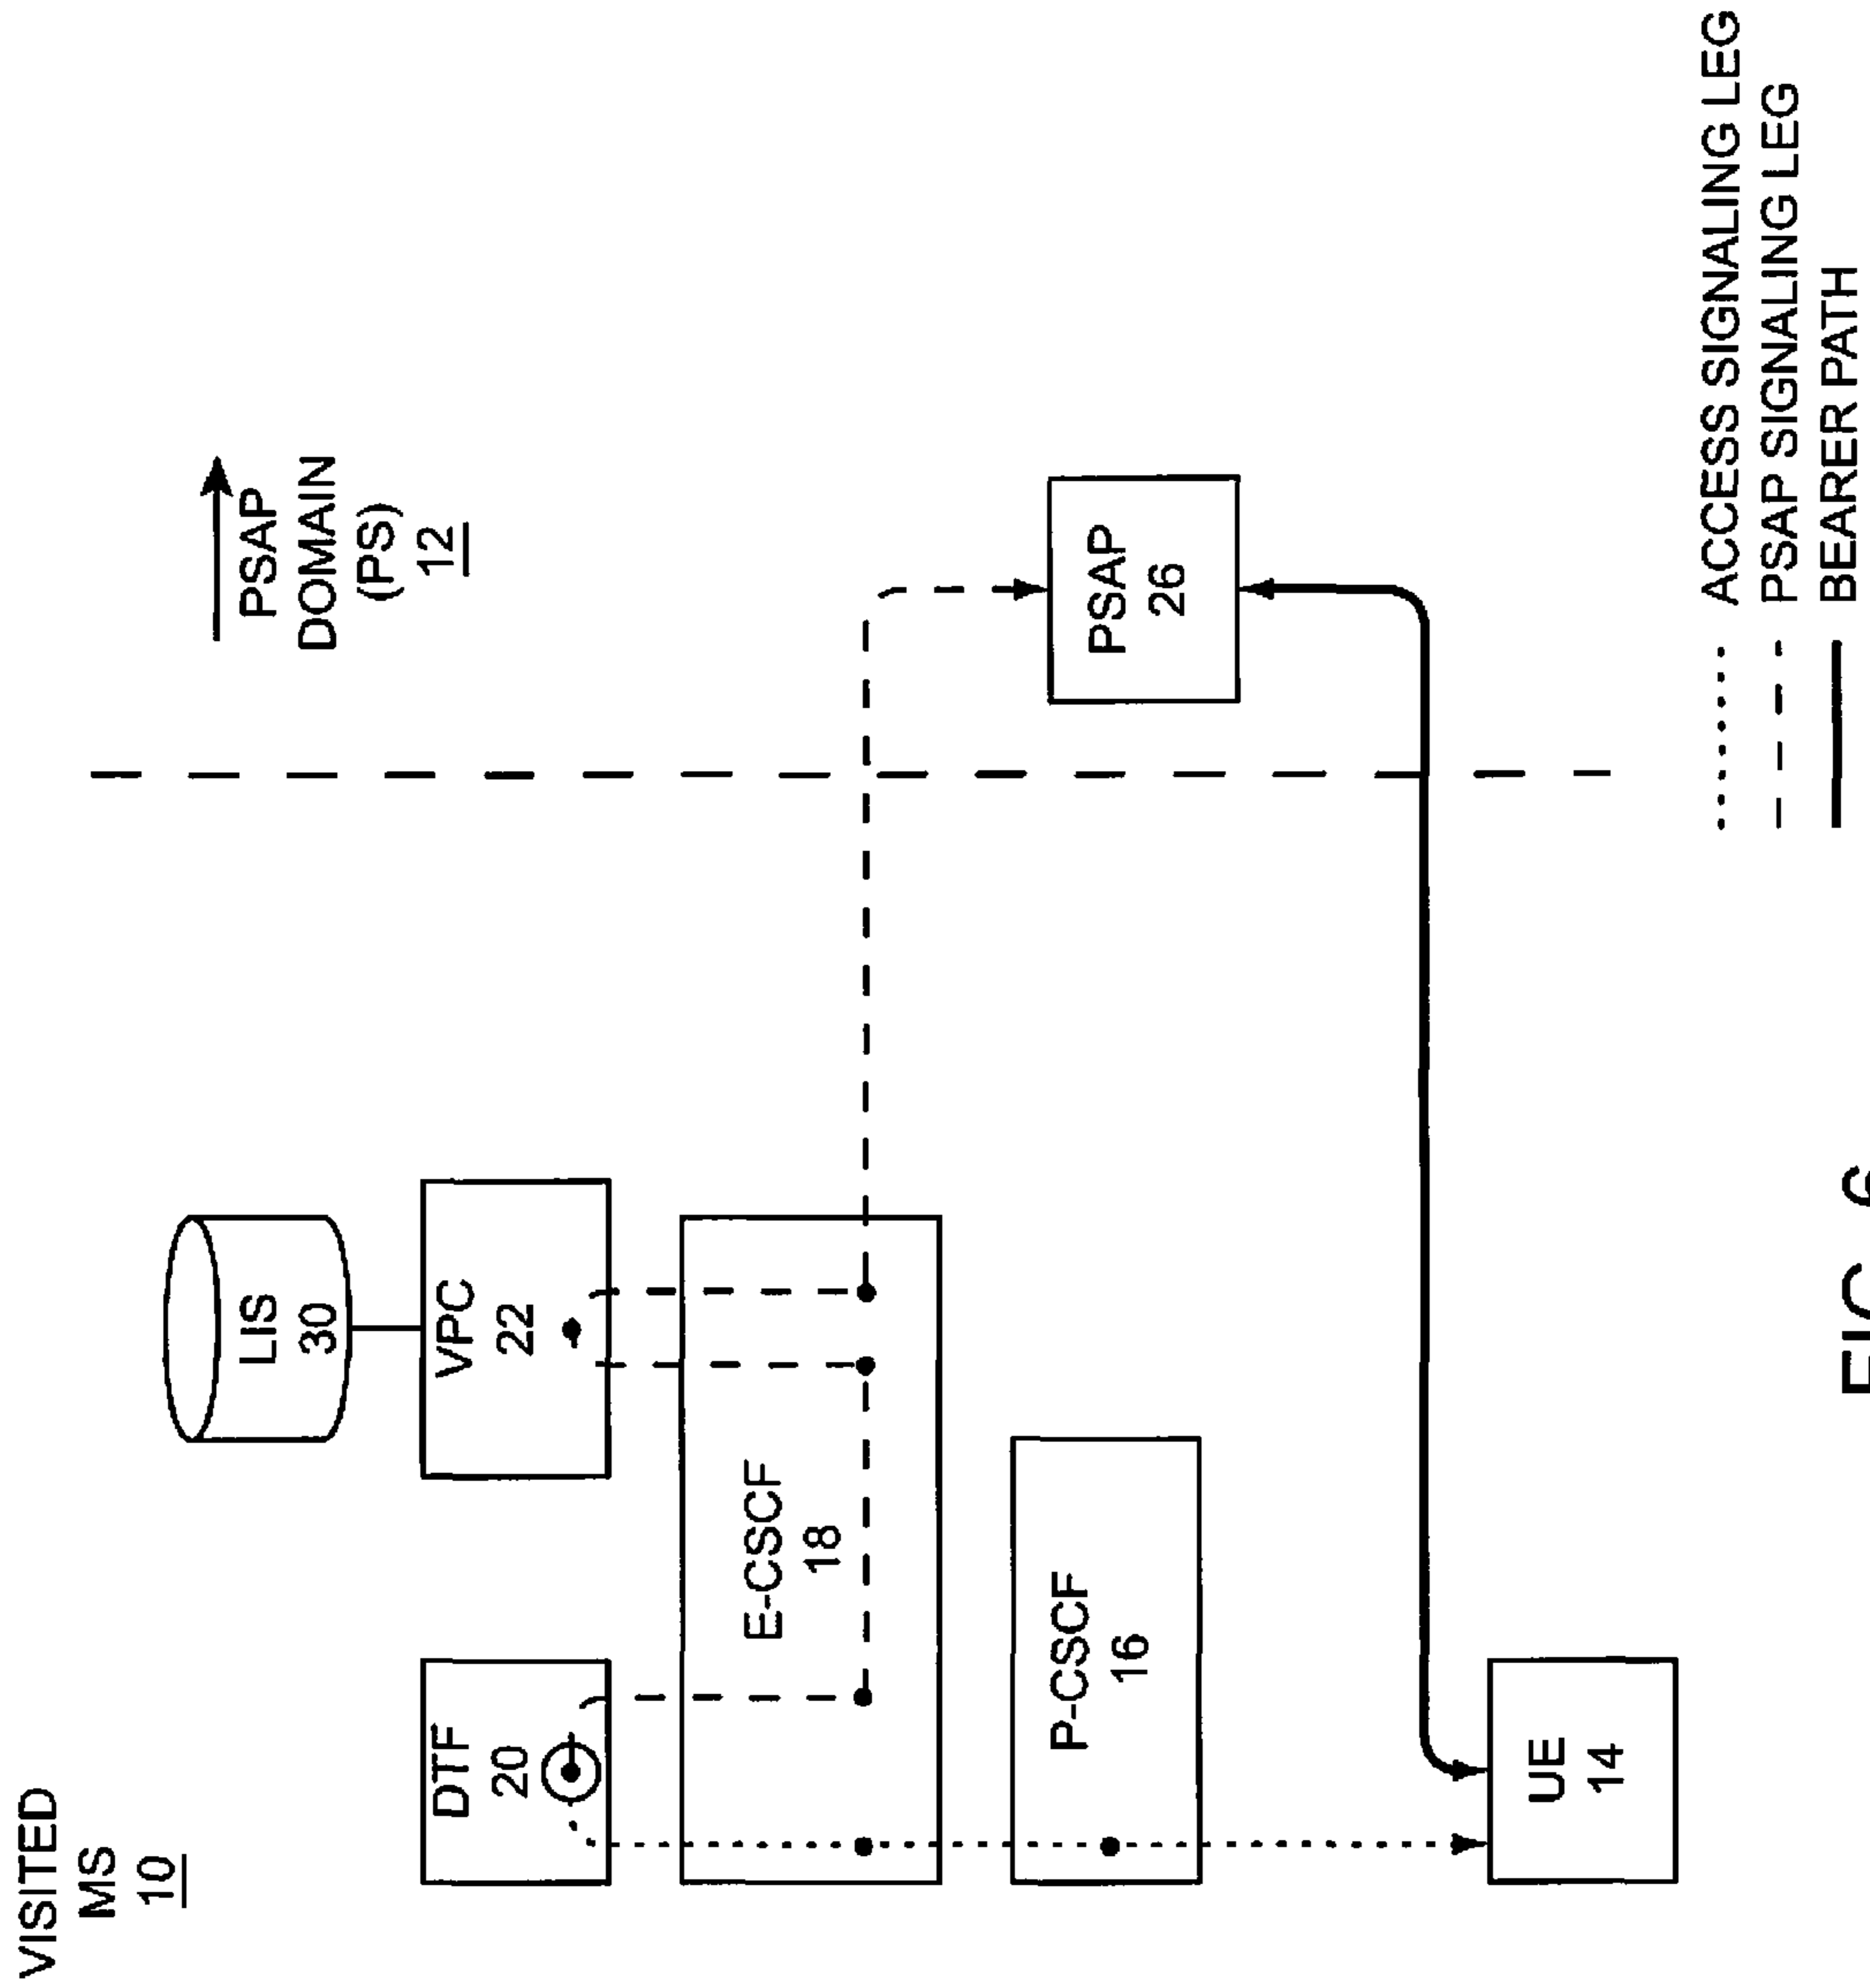 VISITED
MS
10
PSAP
DOMAIN
(PS)
12
LIS
30
DTF
20
VPC
22
E-CSCF
18
P-CSCF
16
PSAP
26
UE
14
ACCESS SIGNALING LEG
PSAP SIGNALING LEG
BEARER PATH